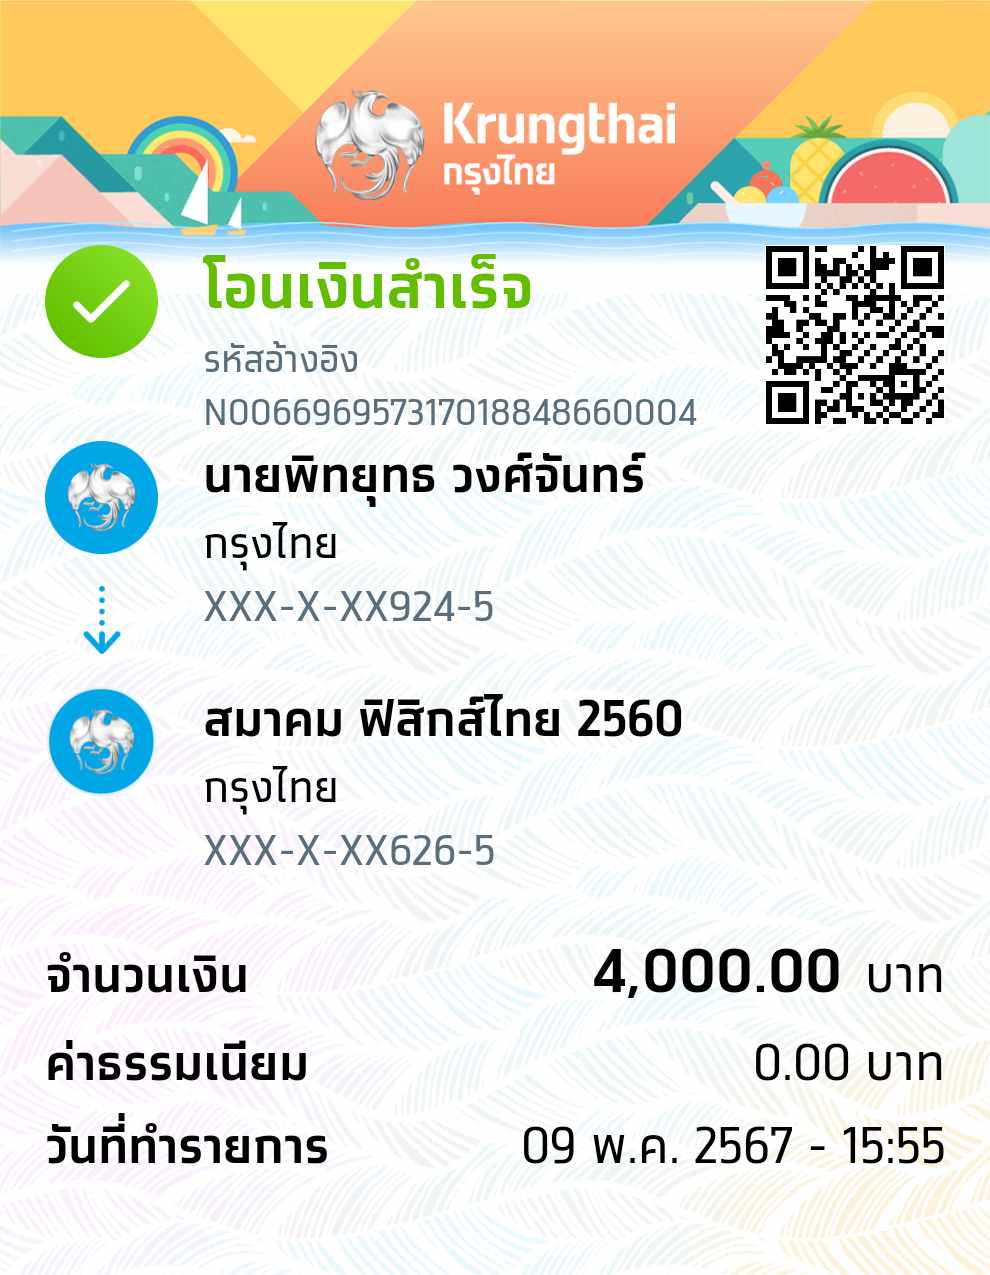 Krungthai
กรุงไทย
โอนเงินสำเร็จ
รหัสอ้างอิง
N006696957317018848660004
นายพิทยุทธ วงศ์จันทร์
กรุงไทย
XXX-X-XX924-5
สมาคม ฟิสิกส์ไทย 2560
กรุงไทย
XXX-X-XX626-5
จำนวนเงิน 4,000.00 บาท
ค่าธรรมเนียม 0.00 บาท
วันที่ทำรายการ 09 พ.ค. 2567 - 15:55